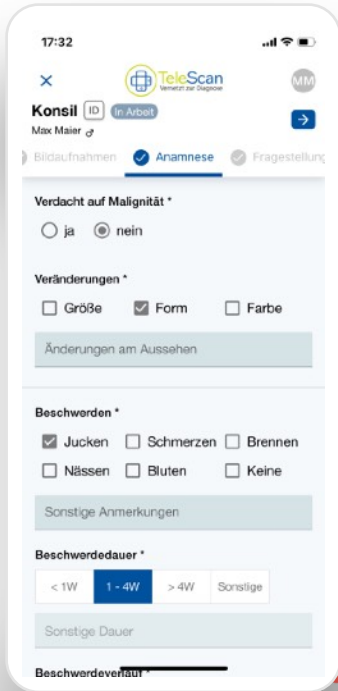 17:32
TeleScan
Vernetzt zur Diagnose
MM
Konsil ID In Arbeit
Max Maier
Bildaufnahmen Anamnese Fragestellung
Verdacht auf Malignität *
ja nein
Veränderungen *
Größe Form Farbe
Änderungen am Aussehen
Beschwerden *
Jucken Schmerzen Brennen
Nässen Bluten Keine
Sonstige Anmerkungen
Beschwerdedauer *
< 1W 1 - 4W > 4W Sonstige
Sonstige Dauer
Beschwerdeverlauf *